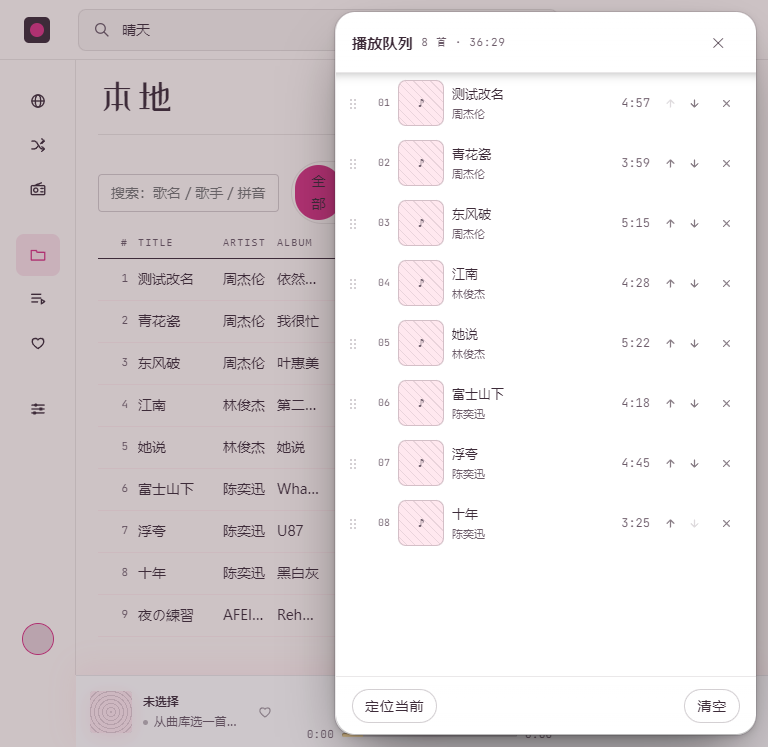 晴天
本地
搜索: 歌名 / 歌手 / 拼音
全部
# TITLE ARTIST ALBUM
1 测试改名 周杰伦 依然...
2 青花瓷 周杰伦 我很忙
3 东风破 周杰伦 叶惠美
4 江南 林俊杰 第二...
5 她说 林俊杰 她说
6 富士山下 陈奕迅 Wha...
7 浮夸 陈奕迅 U87
8 十年 陈奕迅 黑白灰
9 夜の練習 AFEI... Reh...
未选择
从曲库选一首...
0:00
播放队列 8 首 · 36:29
01 测试改名 4:57
周杰伦
02 青花瓷 3:59
周杰伦
03 东风破 5:15
周杰伦
04 江南 4:28
林俊杰
05 她说 5:22
林俊杰
06 富士山下 4:18
陈奕迅
07 浮夸 4:45
陈奕迅
08 十年 3:25
陈奕迅
定位当前 清空